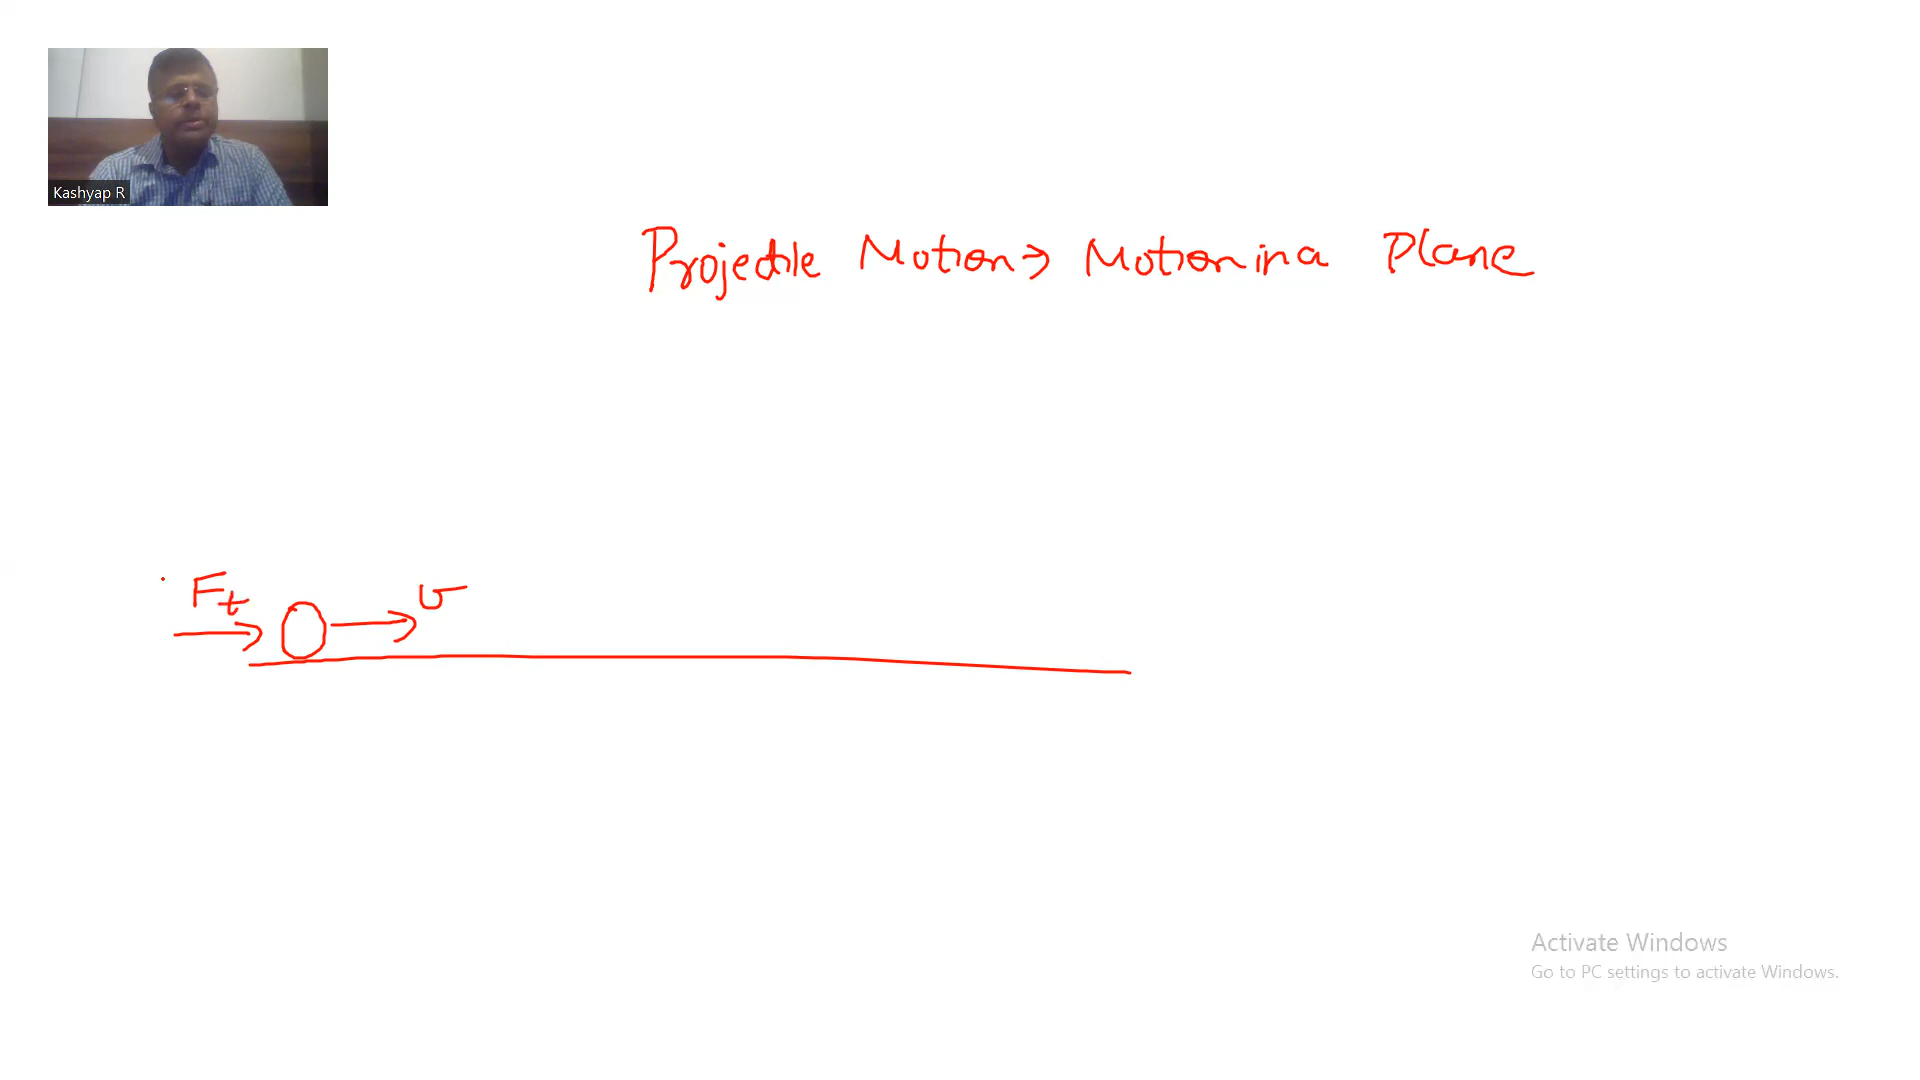 Kashyap R
Projectile Motion → Motion in a Plane
Ft
v
Activate Windows
Go to PC settings to activate Windows.